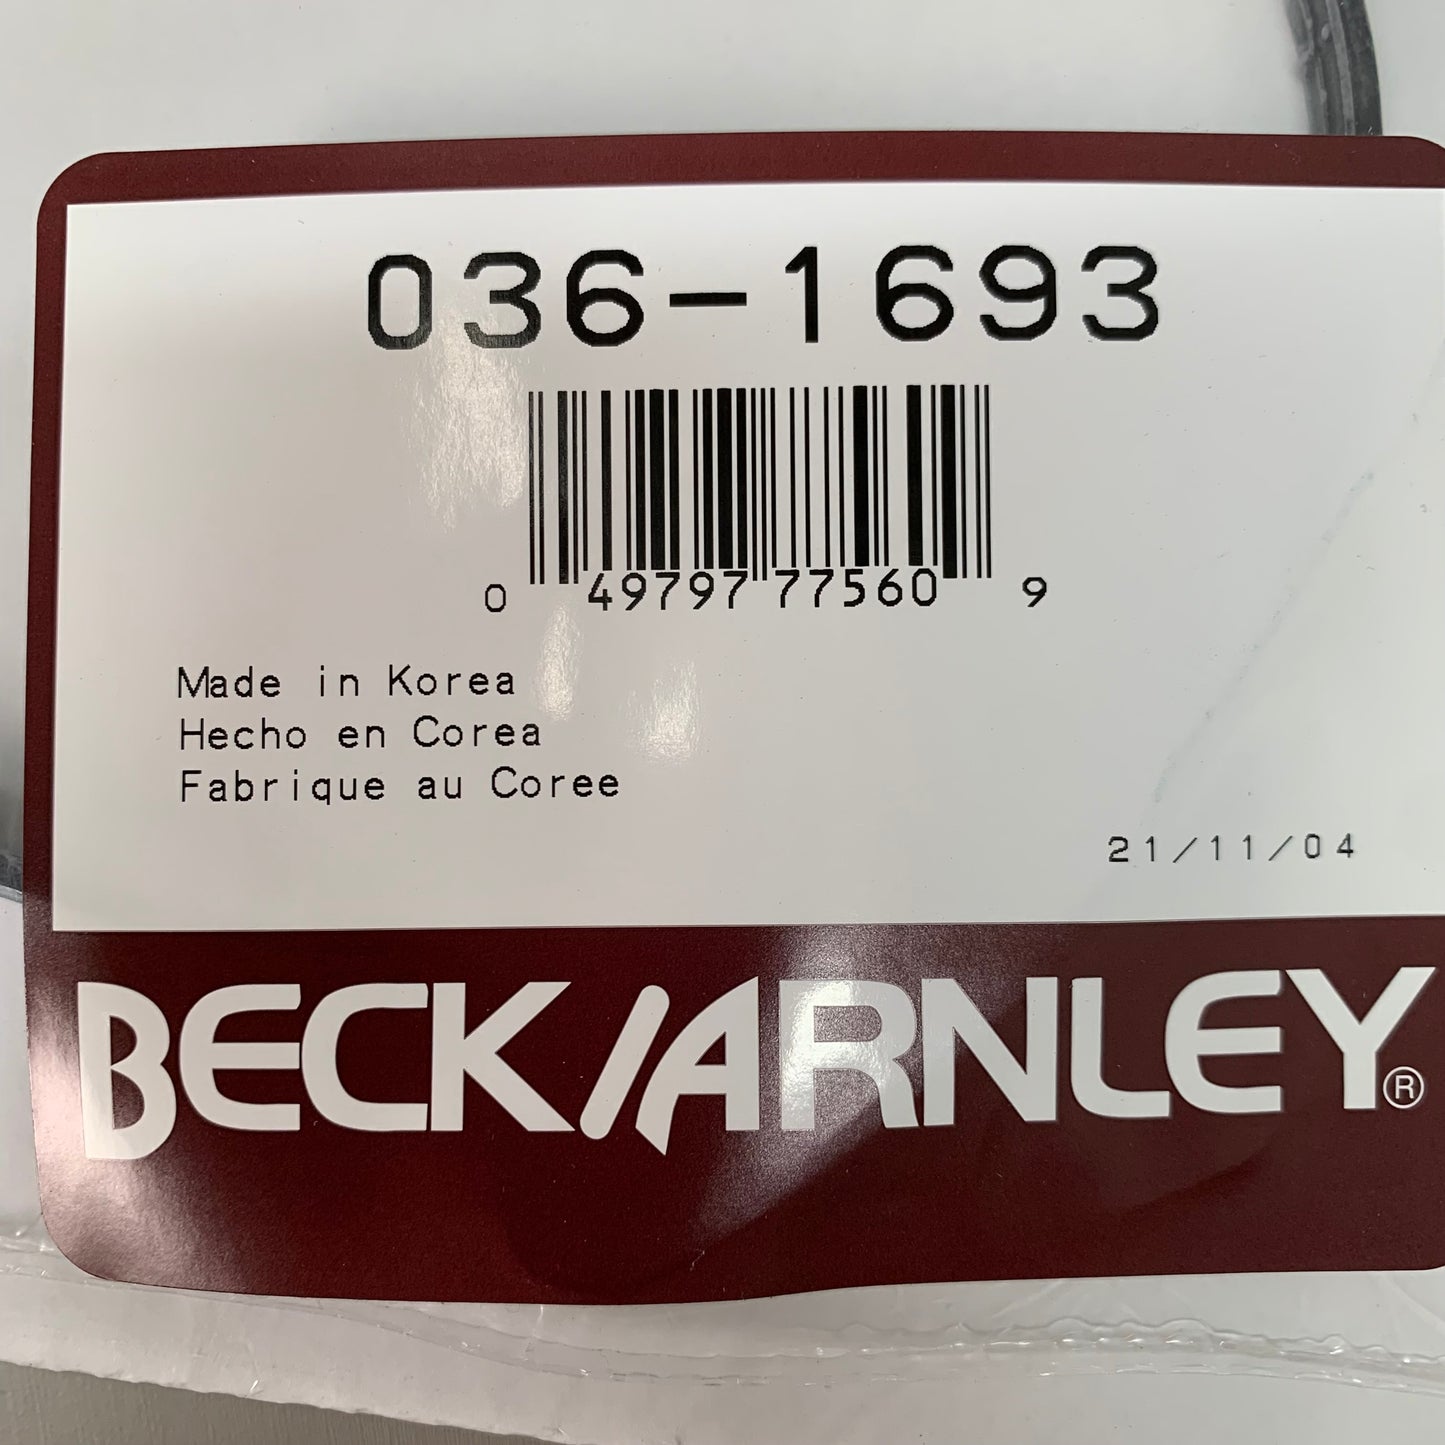 036-1693
0 49797 77560 9
Made in Korea
Hecho en Corea
Fabrique au Coree
21/11/04
BECK/ARNLEY®